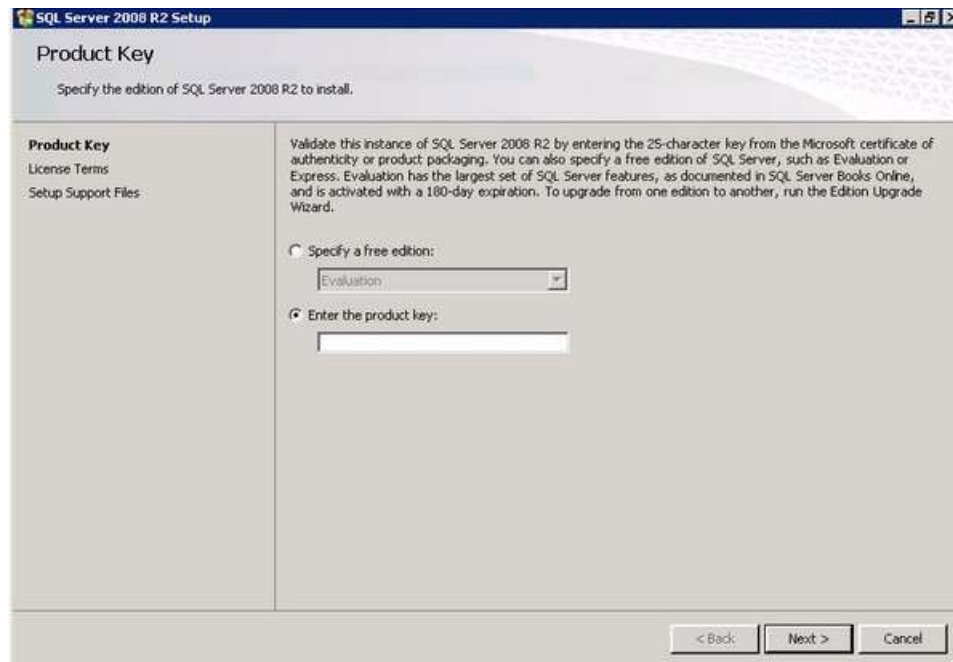 SQL Server 2008 R2 Setup
Product Key
Specify the edition of SQL Server 2008 R2 to install.
Product Key
License Terms
Setup Support Files
Validate this instance of SQL Server 2008 R2 by entering the 25-character key from the Microsoft certificate of
authenticity or product packaging. You can also specify a free edition of SQL Server, such as Evaluation or
Express. Evaluation has the largest set of SQL Server features, as documented in SQL Server Books Online,
and is activated with a 180-day expiration. To upgrade from one edition to another, run the Edition Upgrade
Wizard.
Specify a free edition:
Evaluation
Enter the product key:
< Back
Next >
Cancel